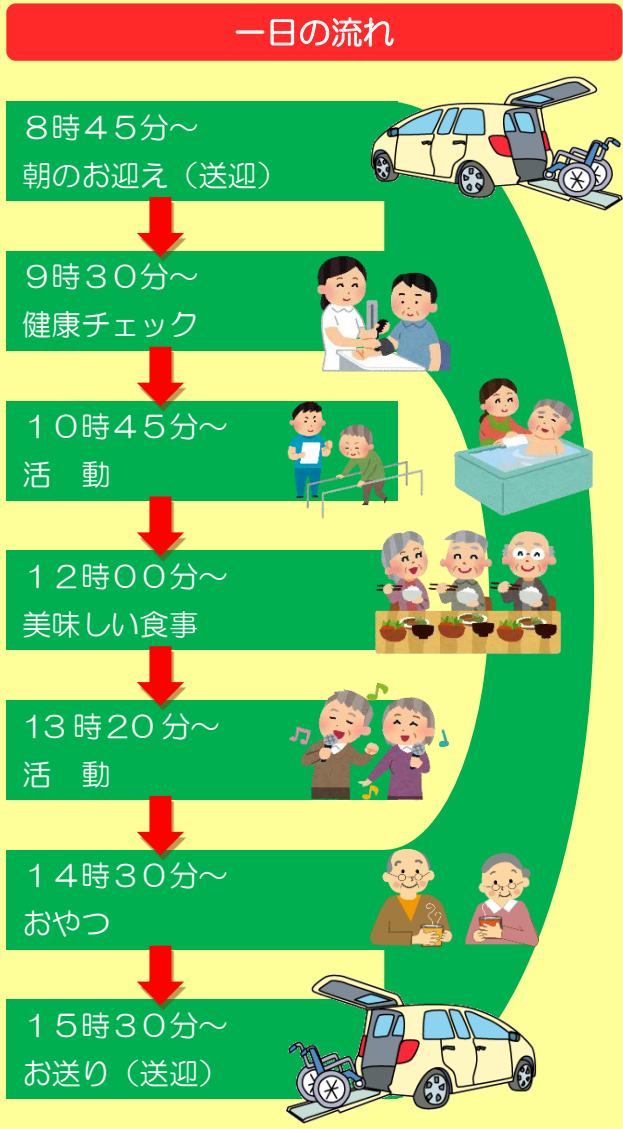 一日の流れ
８時４５分～
朝のお迎え（送迎）
９時３０分～
健康チェック
１０時４５分～
活　動
１２時００分～
美味しい食事
13時20分～
活　動
１４時３０分～
おやつ
１５時３０分～
お送り（送迎）